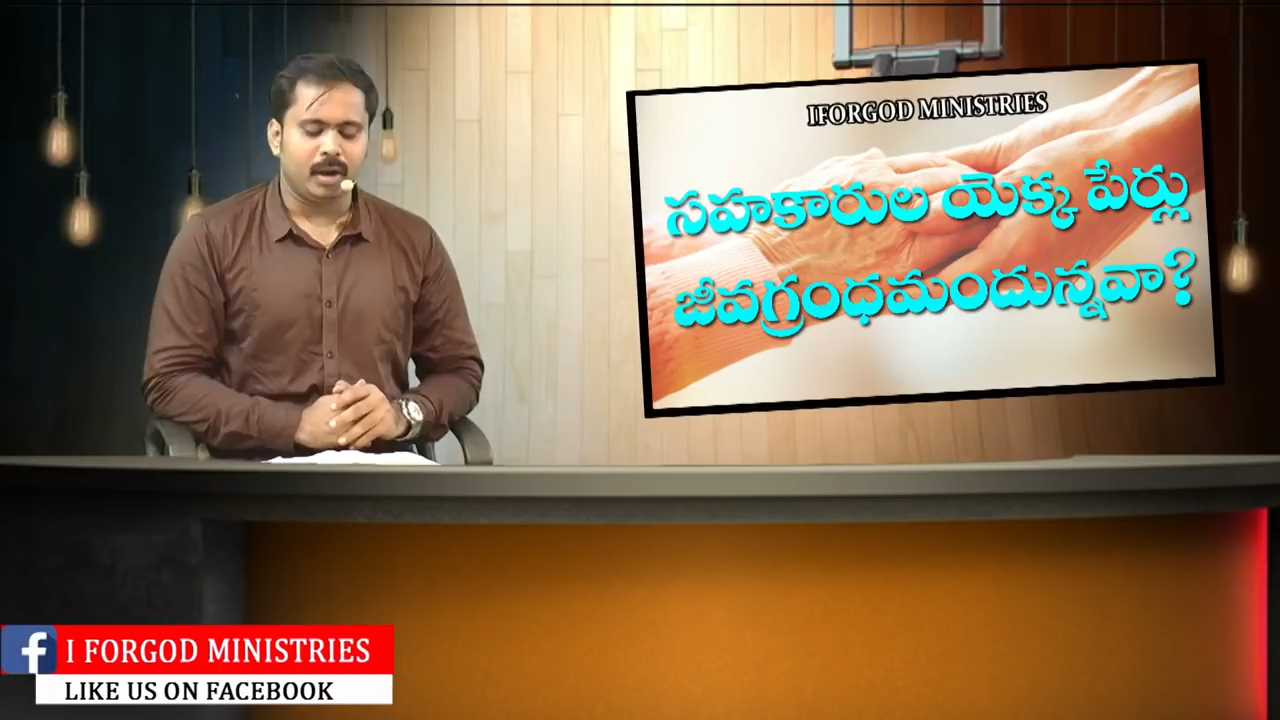 IFORGOD MINISTRIES
సహకారుల యెక్క పేర్లు
జీవగ్రంధమందున్నవా?
I FORGOD MINISTRIES
LIKE US ON FACEBOOK